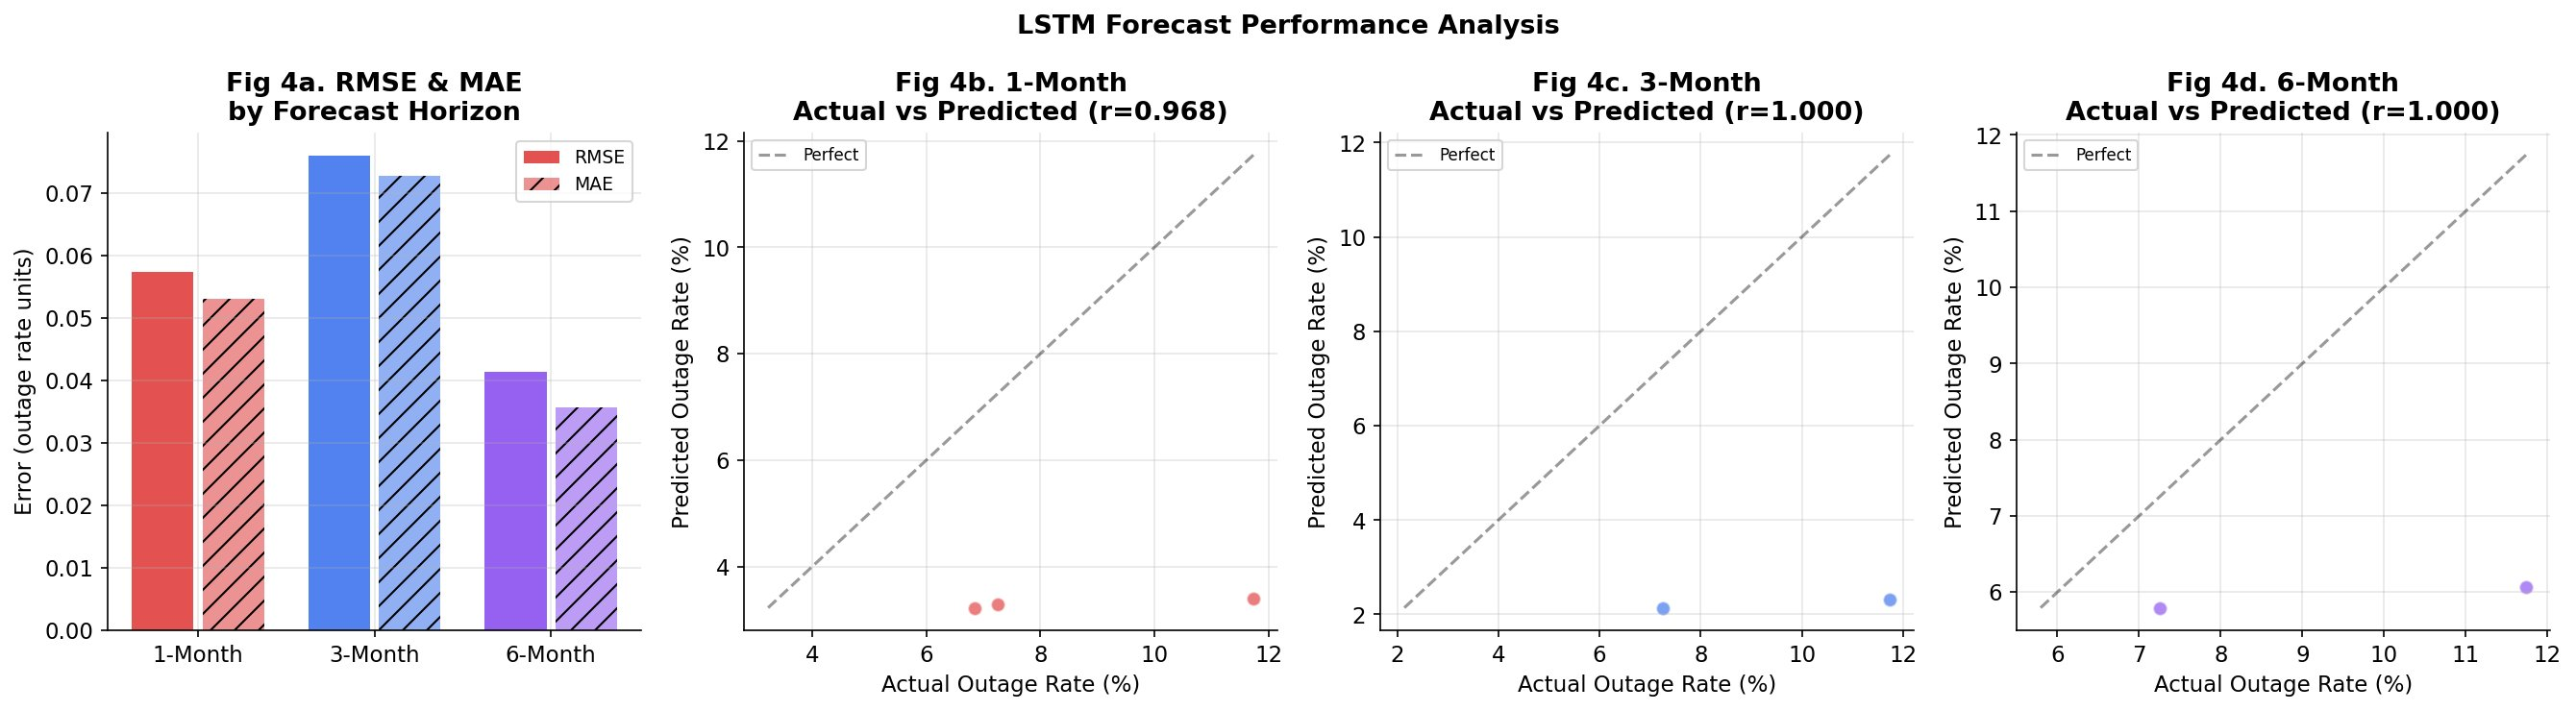 LSTM Forecast Performance Analysis
Fig 4a. RMSE & MAE
by Forecast Horizon
Error (outage rate units)
0.07
0.06
0.05
0.04
0.03
0.02
0.01
0.00
1-Month
3-Month
6-Month
RMSE
MAE
Fig 4b. 1-Month
Actual vs Predicted (r=0.968)
Perfect
Predicted Outage Rate (%)
12
10
8
6
4
4
6
8
10
12
Actual Outage Rate (%)
Fig 4c. 3-Month
Actual vs Predicted (r=1.000)
Perfect
Predicted Outage Rate (%)
12
10
8
6
4
2
2
4
6
8
10
12
Actual Outage Rate (%)
Fig 4d. 6-Month
Actual vs Predicted (r=1.000)
Perfect
Predicted Outage Rate (%)
12
11
10
9
8
7
6
6
7
8
9
10
11
12
Actual Outage Rate (%)